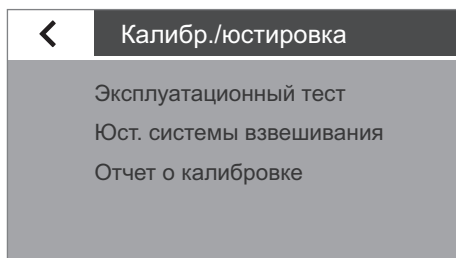 Калибр./юстировка
Эксплуатационный тест
Юст. системы взвешивания
Отчет о калибровке